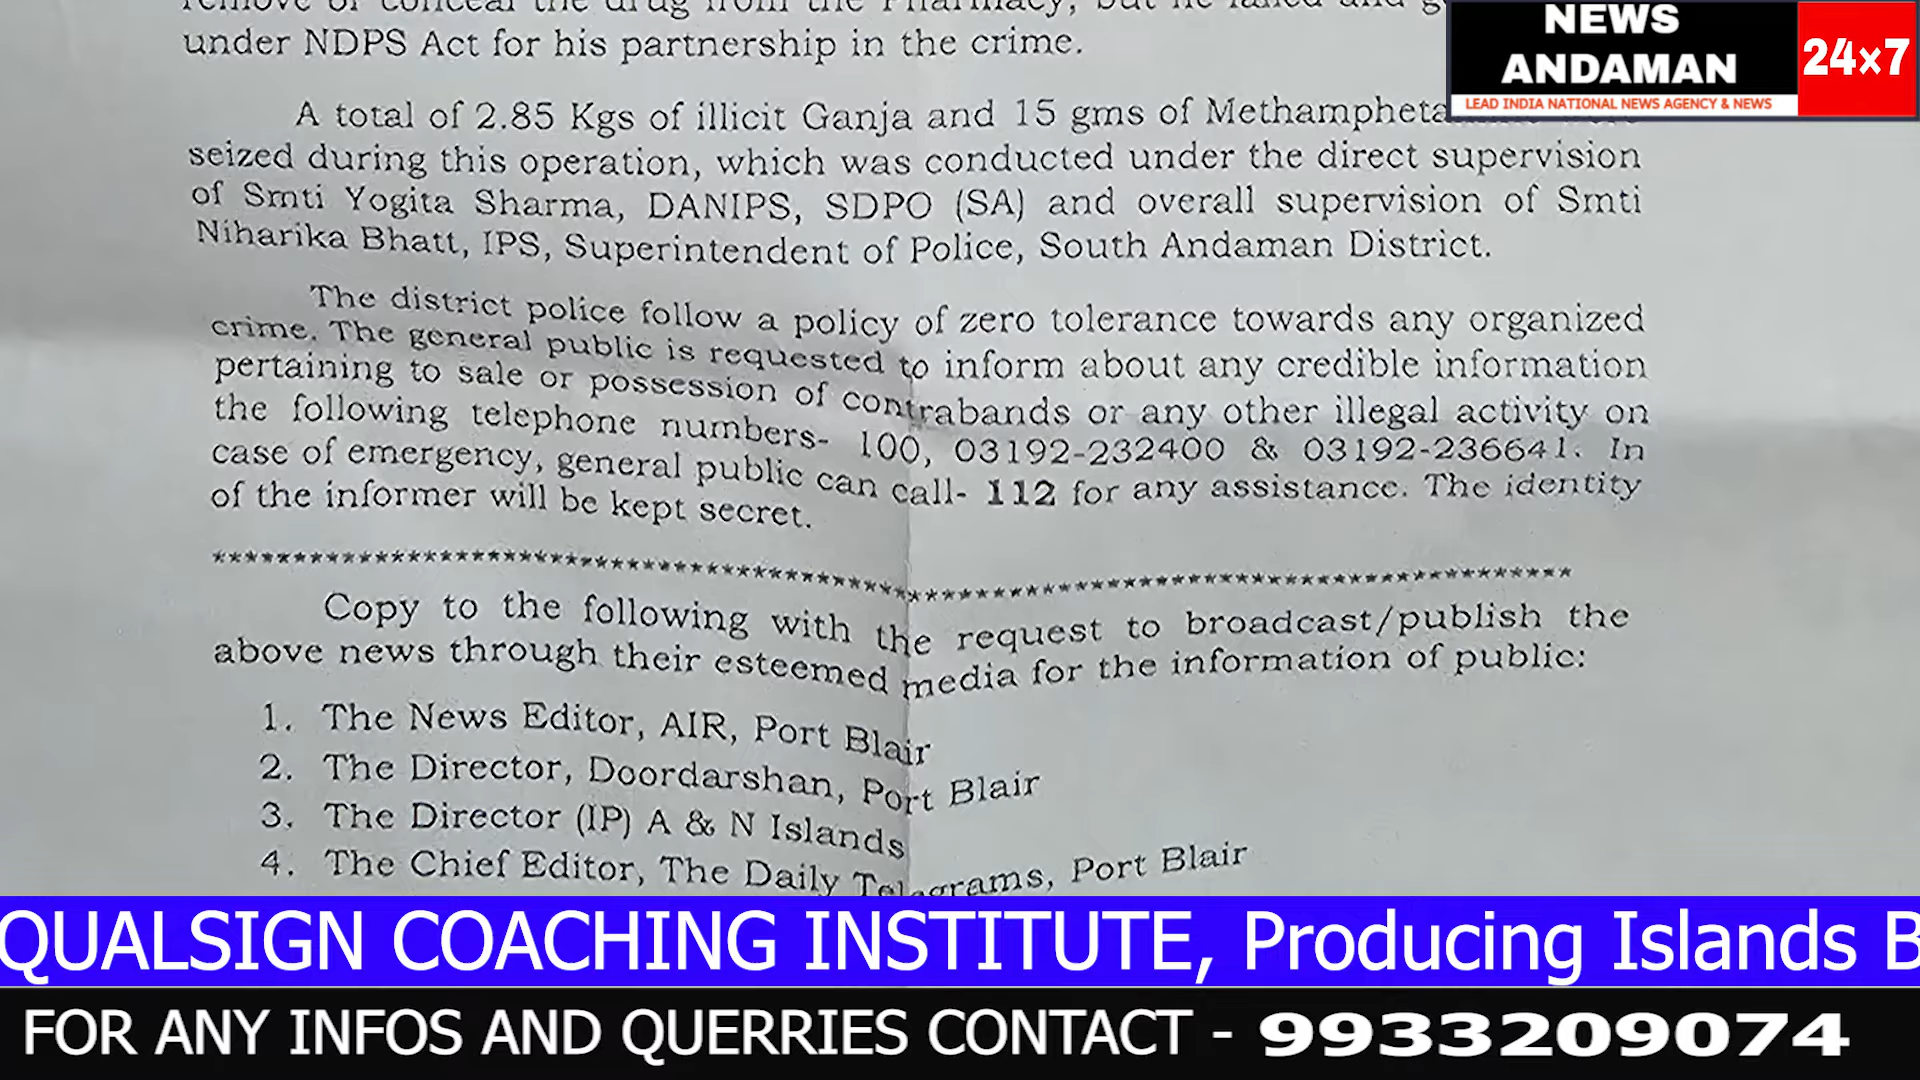 remove or conceal the drug from the Pharmacy, but he failed and
under NDPS Act for his partnership in the crime.
A total of 2.85 Kgs of illicit Ganja and 15 gms of
seized during this operation, which was conducted under the direct supervision
of Smti Yogita Sharma, DANIPS, SDPO (SA) and overall supervision of Smti
Niharika Bhatt, IPS, Superintendent of Police, South Andaman District.
The district police follow a policy of zero tolerance towards any organized
crime. The general public is requested to inform about any credible information
pertaining to sale or possession of contrabands or any other illegal activity on
the following telephone numbers- 100, 03192-232400 & 03192-236641. In
case of emergency, general public can call- 112 for any assistance. The identity
of the informer will be kept secret.
Copy to the following with the request to broadcast/publish the
above news through their esteemed media for the information of public:
1. The News Editor, AIR, Port Blair
2. The Director, Doordarshan, Port Blair
3. The Director (IP) A & N Islands
4. The Chief Editor, The Daily Telegrams, Port Blair
NEWS
ANDAMAN
24x7
LEAD INDIA NATIONAL NEWS AGENCY & NEWS
QUALSIGN COACHING INSTITUTE, Producing Islands B
FOR ANY INFOS AND QUERRIES CONTACT - 9933209074